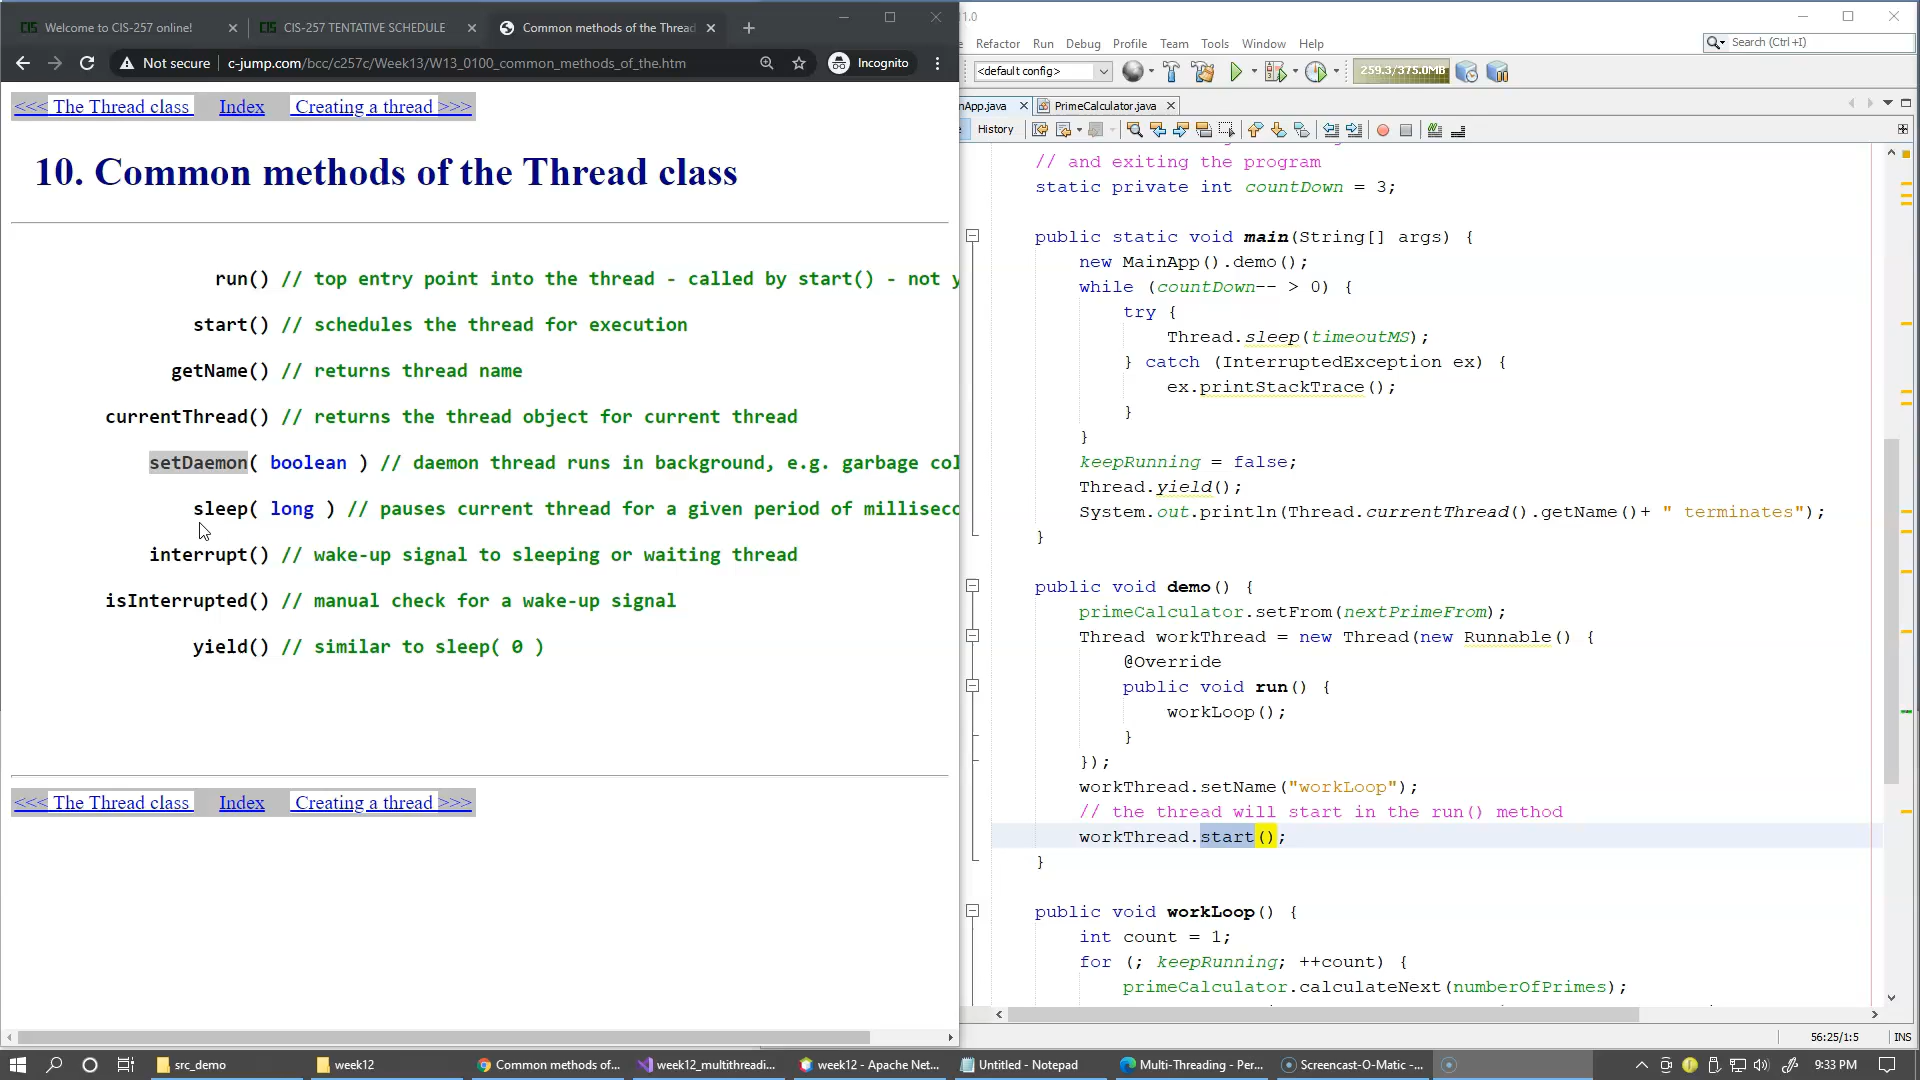 Welcome to CIS-257 online!
CIS-257 TENTATIVE SCHEDULE
Common methods of the Thread
Not secure
c-jump.com/bcc/c257c/Week13/W13_0100_common_methods_of_the.htm
Incognito
<<< The Thread class Index Creating a thread >>>
10. Common methods of the Thread class
run() // top entry point into the thread - called by start() - not
start() // schedules the thread for execution
getName() // returns thread name
currentThread() // returns the thread object for current thread
setDaemon( boolean ) // daemon thread runs in background, e.g. garbage col
sleep( long ) // pauses current thread for a given period of millisec
interrupt() // wake-up signal to sleeping or waiting thread
isInterrupted() // manual check for a wake-up signal
yield() // similar to sleep( 0 )
<<< The Thread class Index Creating a thread >>>
1.0
Refactor Run Debug Profile Team Tools Window Help
Search (Ctrl+I)
<default config>
259.3/375.0MB
nApp.java
PrimeCalculator.java
History
// and exiting the program
static private int countDown = 3;
public static void main(String[] args) {
new MainApp().demo();
while (countDown-- > 0) {
try {
Thread.sleep(timeoutMS);
} catch (InterruptedException ex) {
ex.printStackTrace();
}
}
keepRunning = false;
Thread.yield();
System.out.println(Thread.currentThread().getName()+ " terminates");
}
public void demo() {
primeCalculator.setFrom(nextPrimeFrom);
Thread workThread = new Thread(new Runnable() {
@Override
public void run() {
workLoop();
}
});
workThread.setName("workLoop");
// the thread will start in the run() method
workThread.start();
}
public void workLoop() {
int count = 1;
for (; keepRunning; ++count) {
primeCalculator.calculateNext(numberOfPrimes);
56:25/1:5
INS
src_demo
week12
Common methods of...
week12_multithreadi...
week12 - Apache Net...
Untitled - Notepad
Multi-Threading - Per...
Screencast-O-Matic -...
9:33 PM